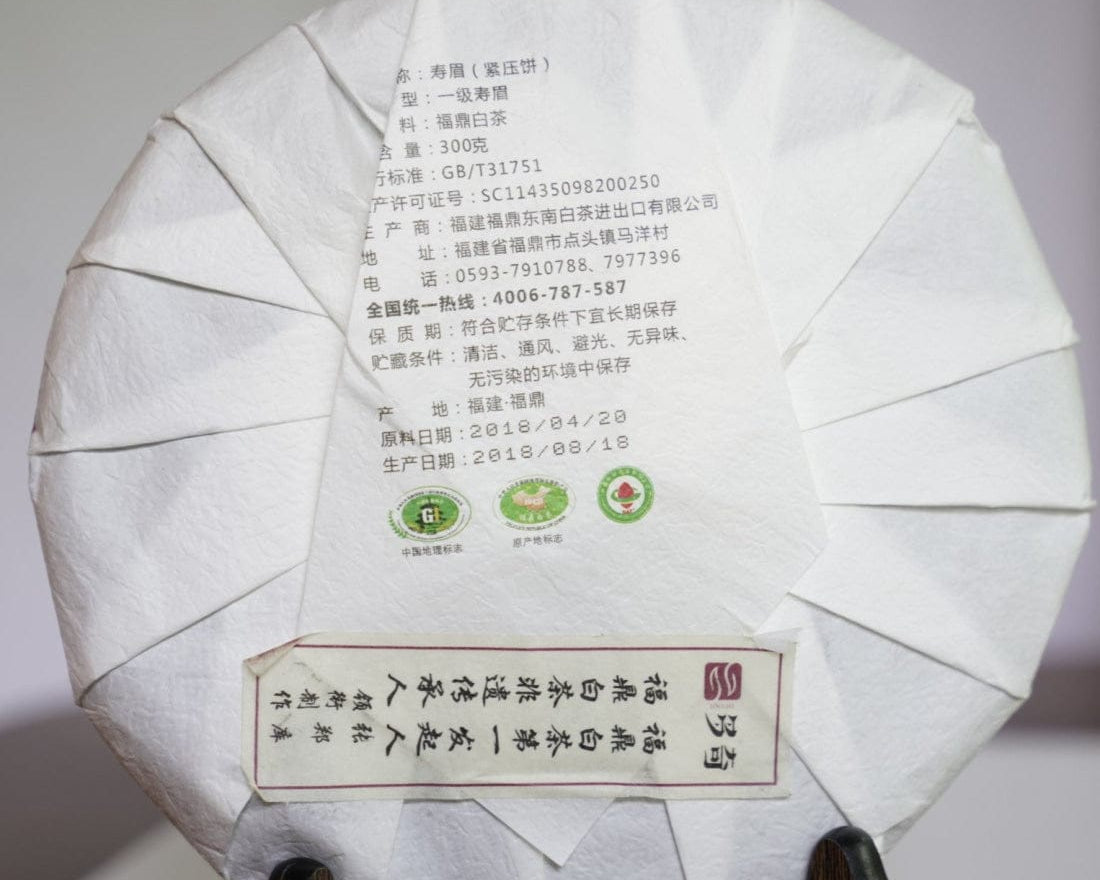 称：寿眉（紧压饼）
型：一级寿眉
料：福鼎白茶
含 量：300克
行标准：GB/T31751
产许可证号：SC11435098200250
生 产 商：福建福鼎东南白茶进出口有限公司
地 址：福建省福鼎市点头镇马洋村
电 话：0593-7910788、7977396
全国统一热线：4006-787-587
保 质 期：符合贮存条件下宜长期保存
贮藏条件：清洁、通风、避光、无异味、
无污染的环境中保存
产 地：福建·福鼎
原料日期：2018/04/20
生产日期：2018/08/18
GI
中国地理标志
原产地标志
福鼎白茶非遗传承人
领衔制作
福鼎白茶第一发起人
张郑库